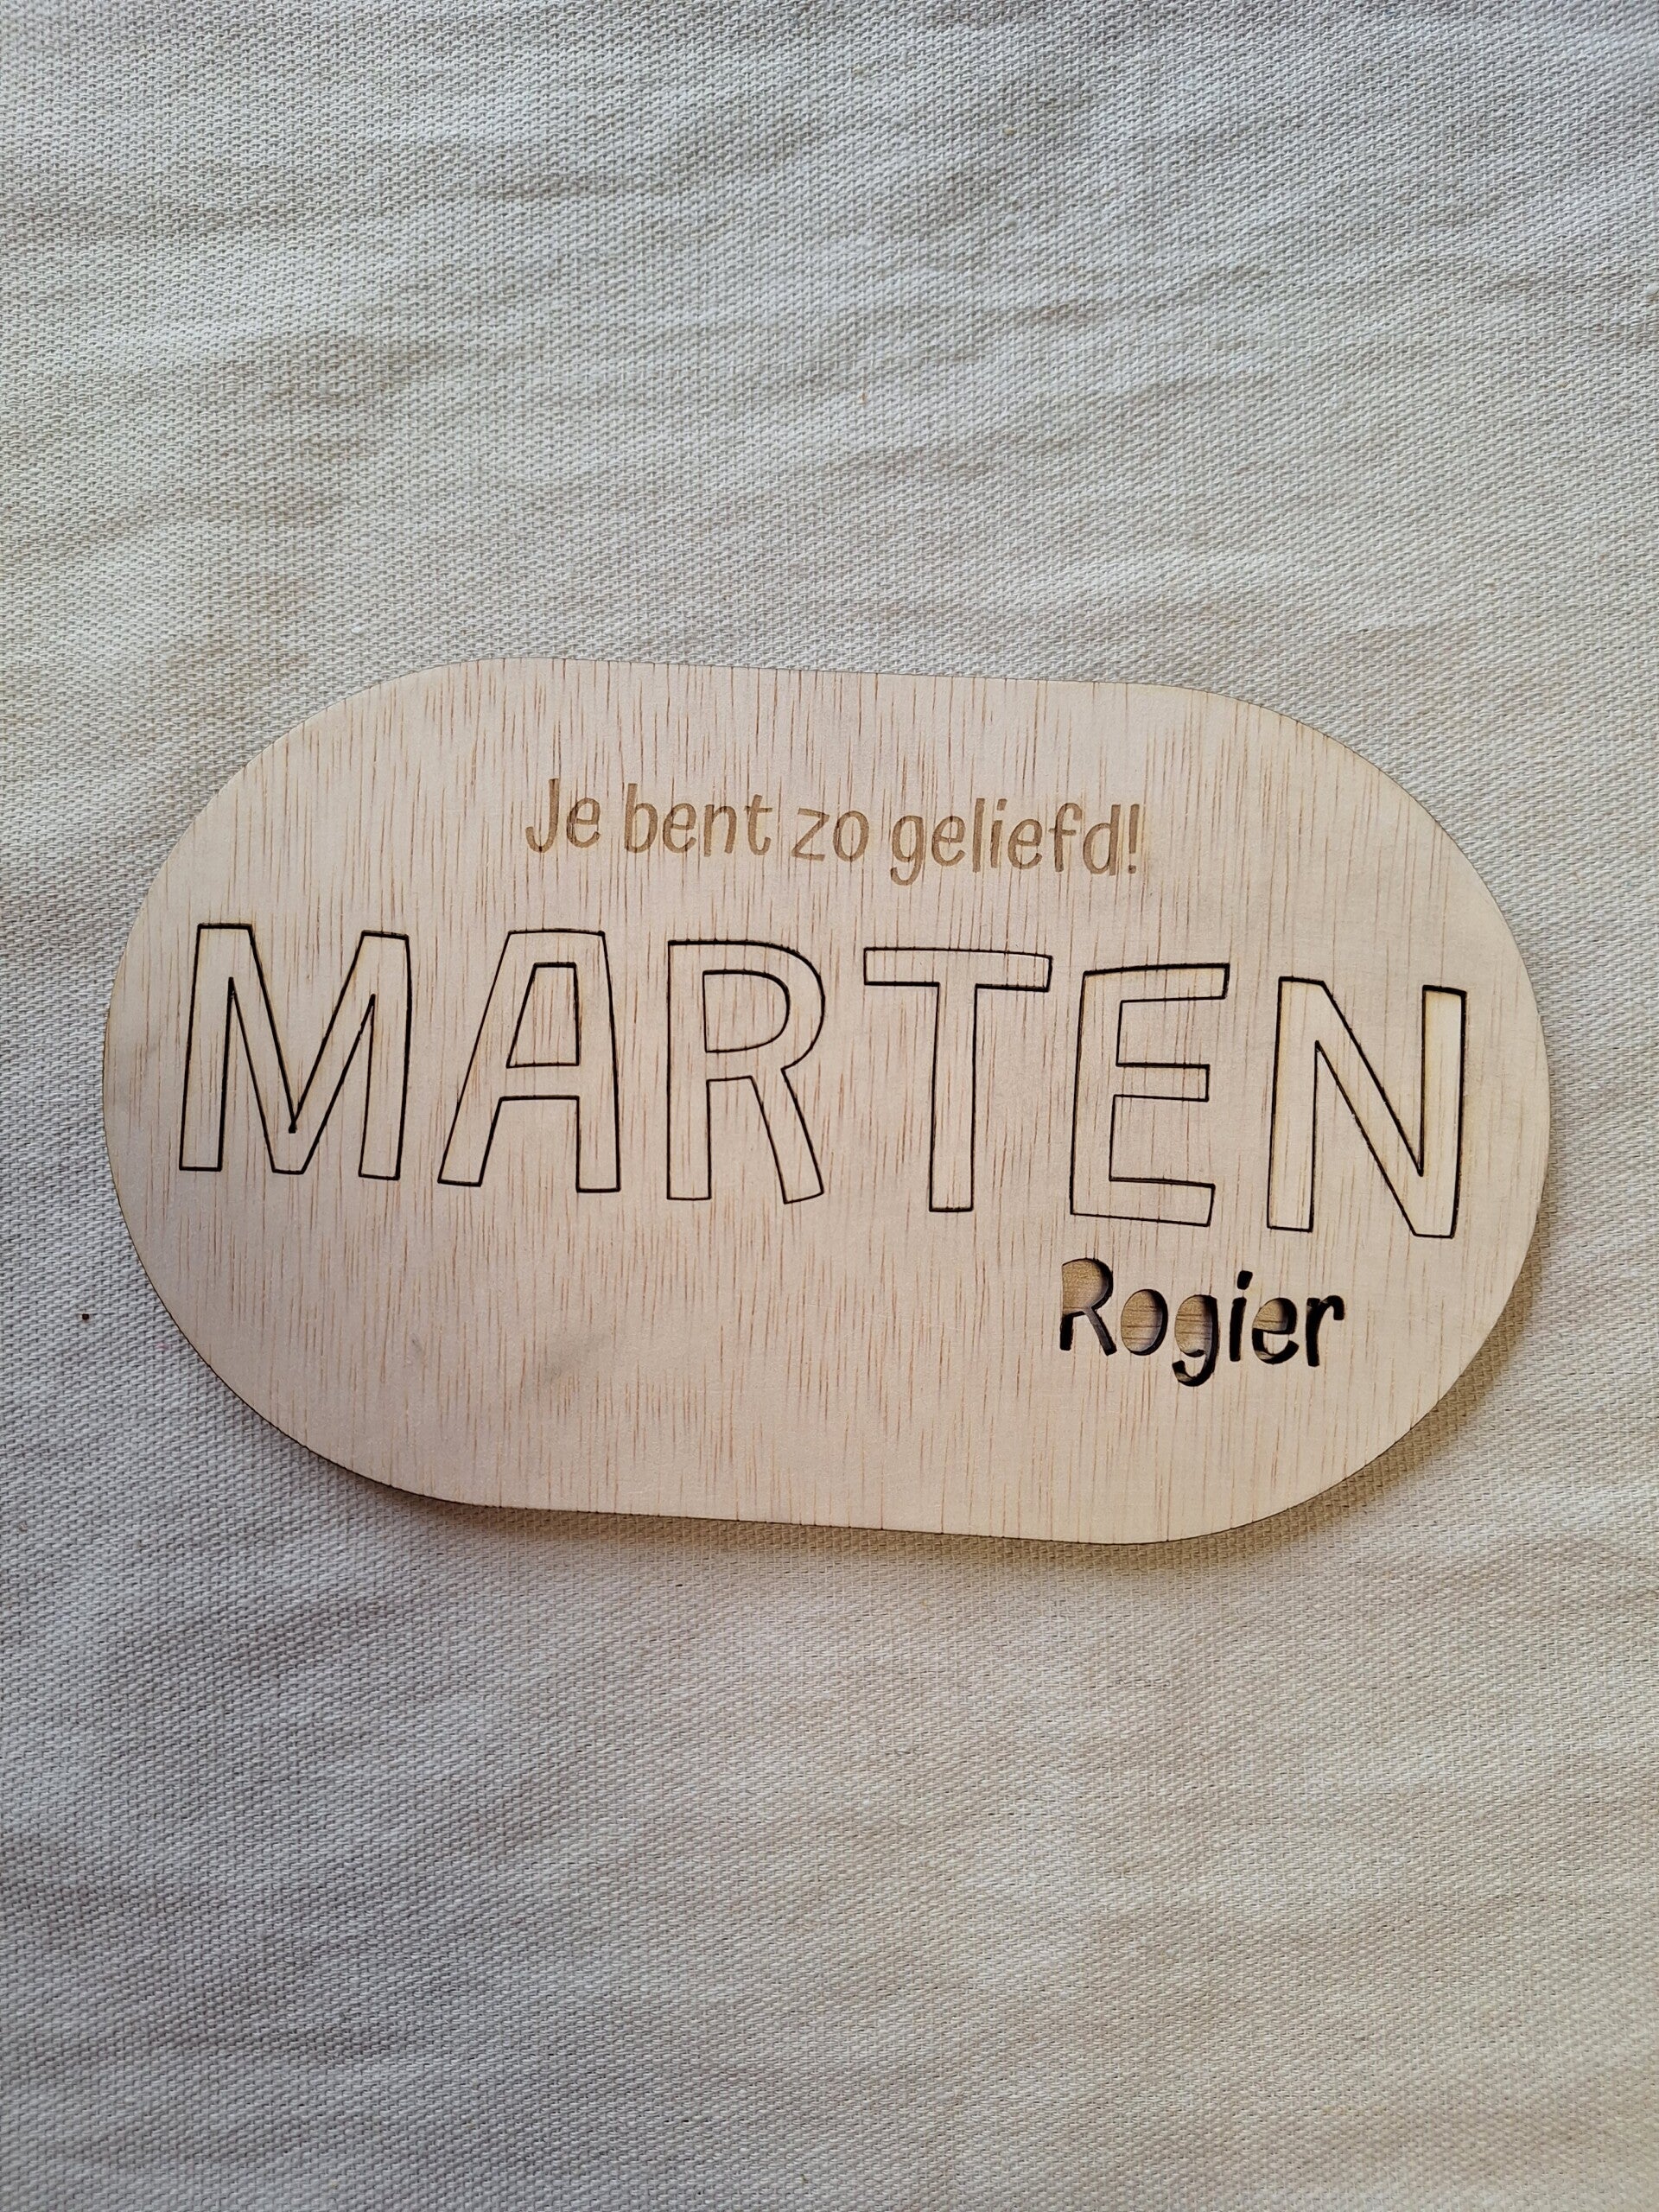 Je bent zo geliefd!
MARTEN
Rogier